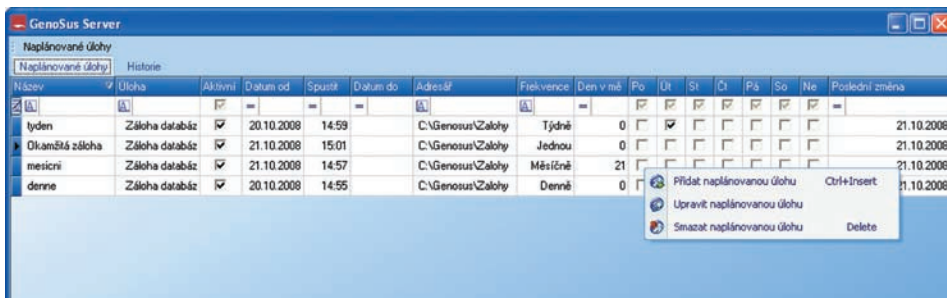 GenoSus Server
Naplánované úlohy
Naplánované úlohy Historie
Název Úloha Aktivní Datum od Spustit Datum do Adresář Frekvence Den v mě Po Út St Čt Pá So Ne Poslední změna
A A = = = A A = =
tyden Záloha databáz 20.10.2008 14:59 C:\Genosus\Zalohy Týdně 0 21.10.2008
Okamžitá záloha Záloha databáz 21.10.2008 15:01 C:\Genosus\Zalohy Jednou 0 21.10.2008
mesicni Záloha databáz 21.10.2008 14:57 C:\Genosus\Zalohy Měsíčně 21 21.10.2008
denne Záloha databáz 20.10.2008 14:55 C:\Genosus\Zalohy Denně 0 21.10.2008
Přidat naplánovanou úlohu Ctrl+Insert
Upravit naplánovanou úlohu
Smazat naplánovanou úlohu Delete